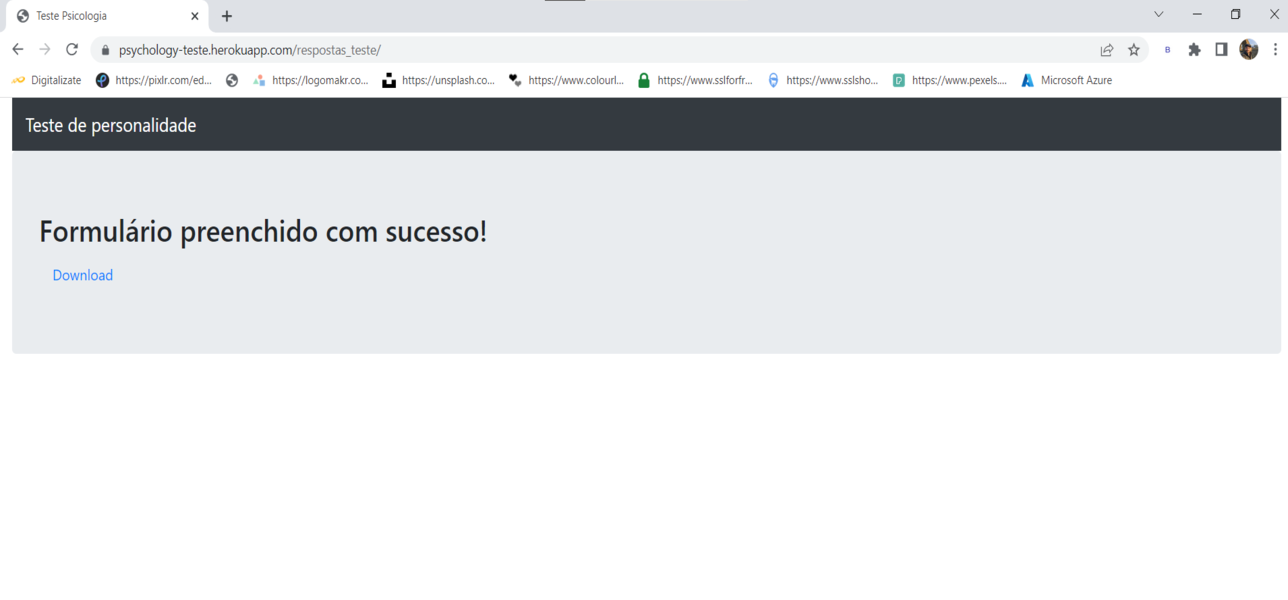 Teste Psicologia
psychology-teste.herokuapp.com/respostas_teste/
Digitalizate https://pixlr.com/ed... https://logomakr.co... https://unsplash.co... https://www.colourl... https://www.sslforfr... https://www.sslsho... https://www.pexels.... Microsoft Azure
Teste de personalidade
Formulário preenchido com sucesso!
Download